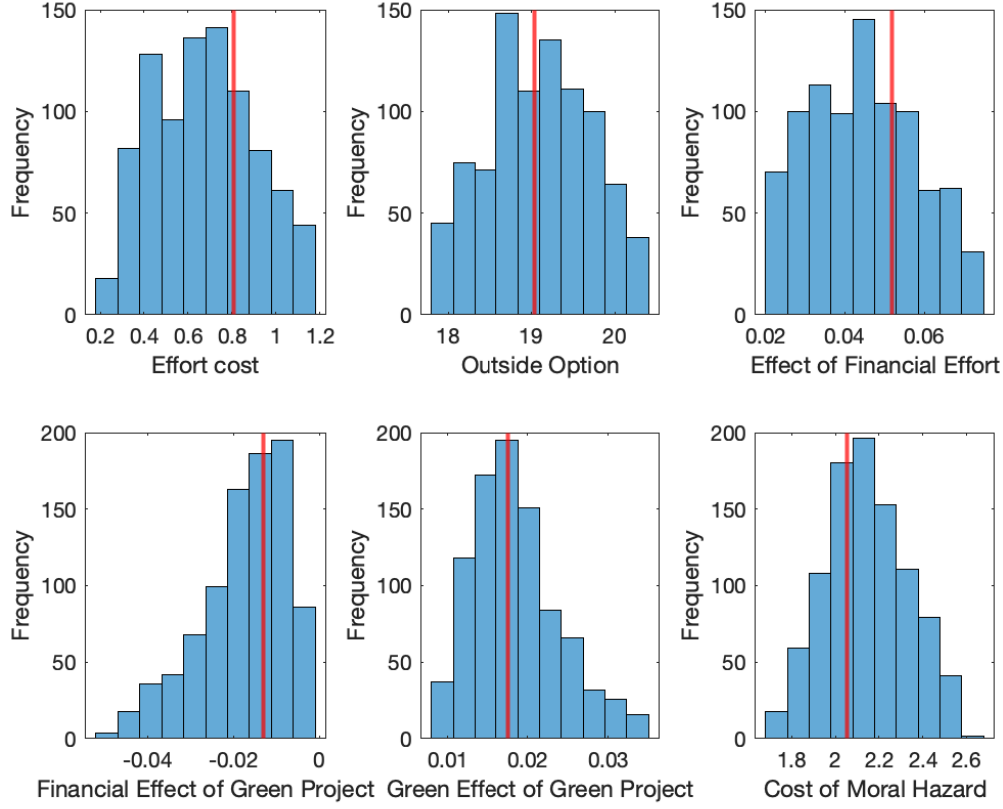 150
100
50
0
Frequency
0.2 0.4 0.6 0.8 1 1.2
Effort cost
150
100
50
0
Frequency
18 19 20
Outside Option
150
100
50
0
Frequency
0.02 0.04 0.06
Effect of Financial Effort
200
150
100
50
0
Frequency
-0.04 -0.02 0
Financial Effect of Green Project
200
150
100
50
0
Frequency
0.01 0.02 0.03
Green Effect of Green Project
200
150
100
50
0
Frequency
1.8 2 2.2 2.4 2.6
Cost of Moral Hazard